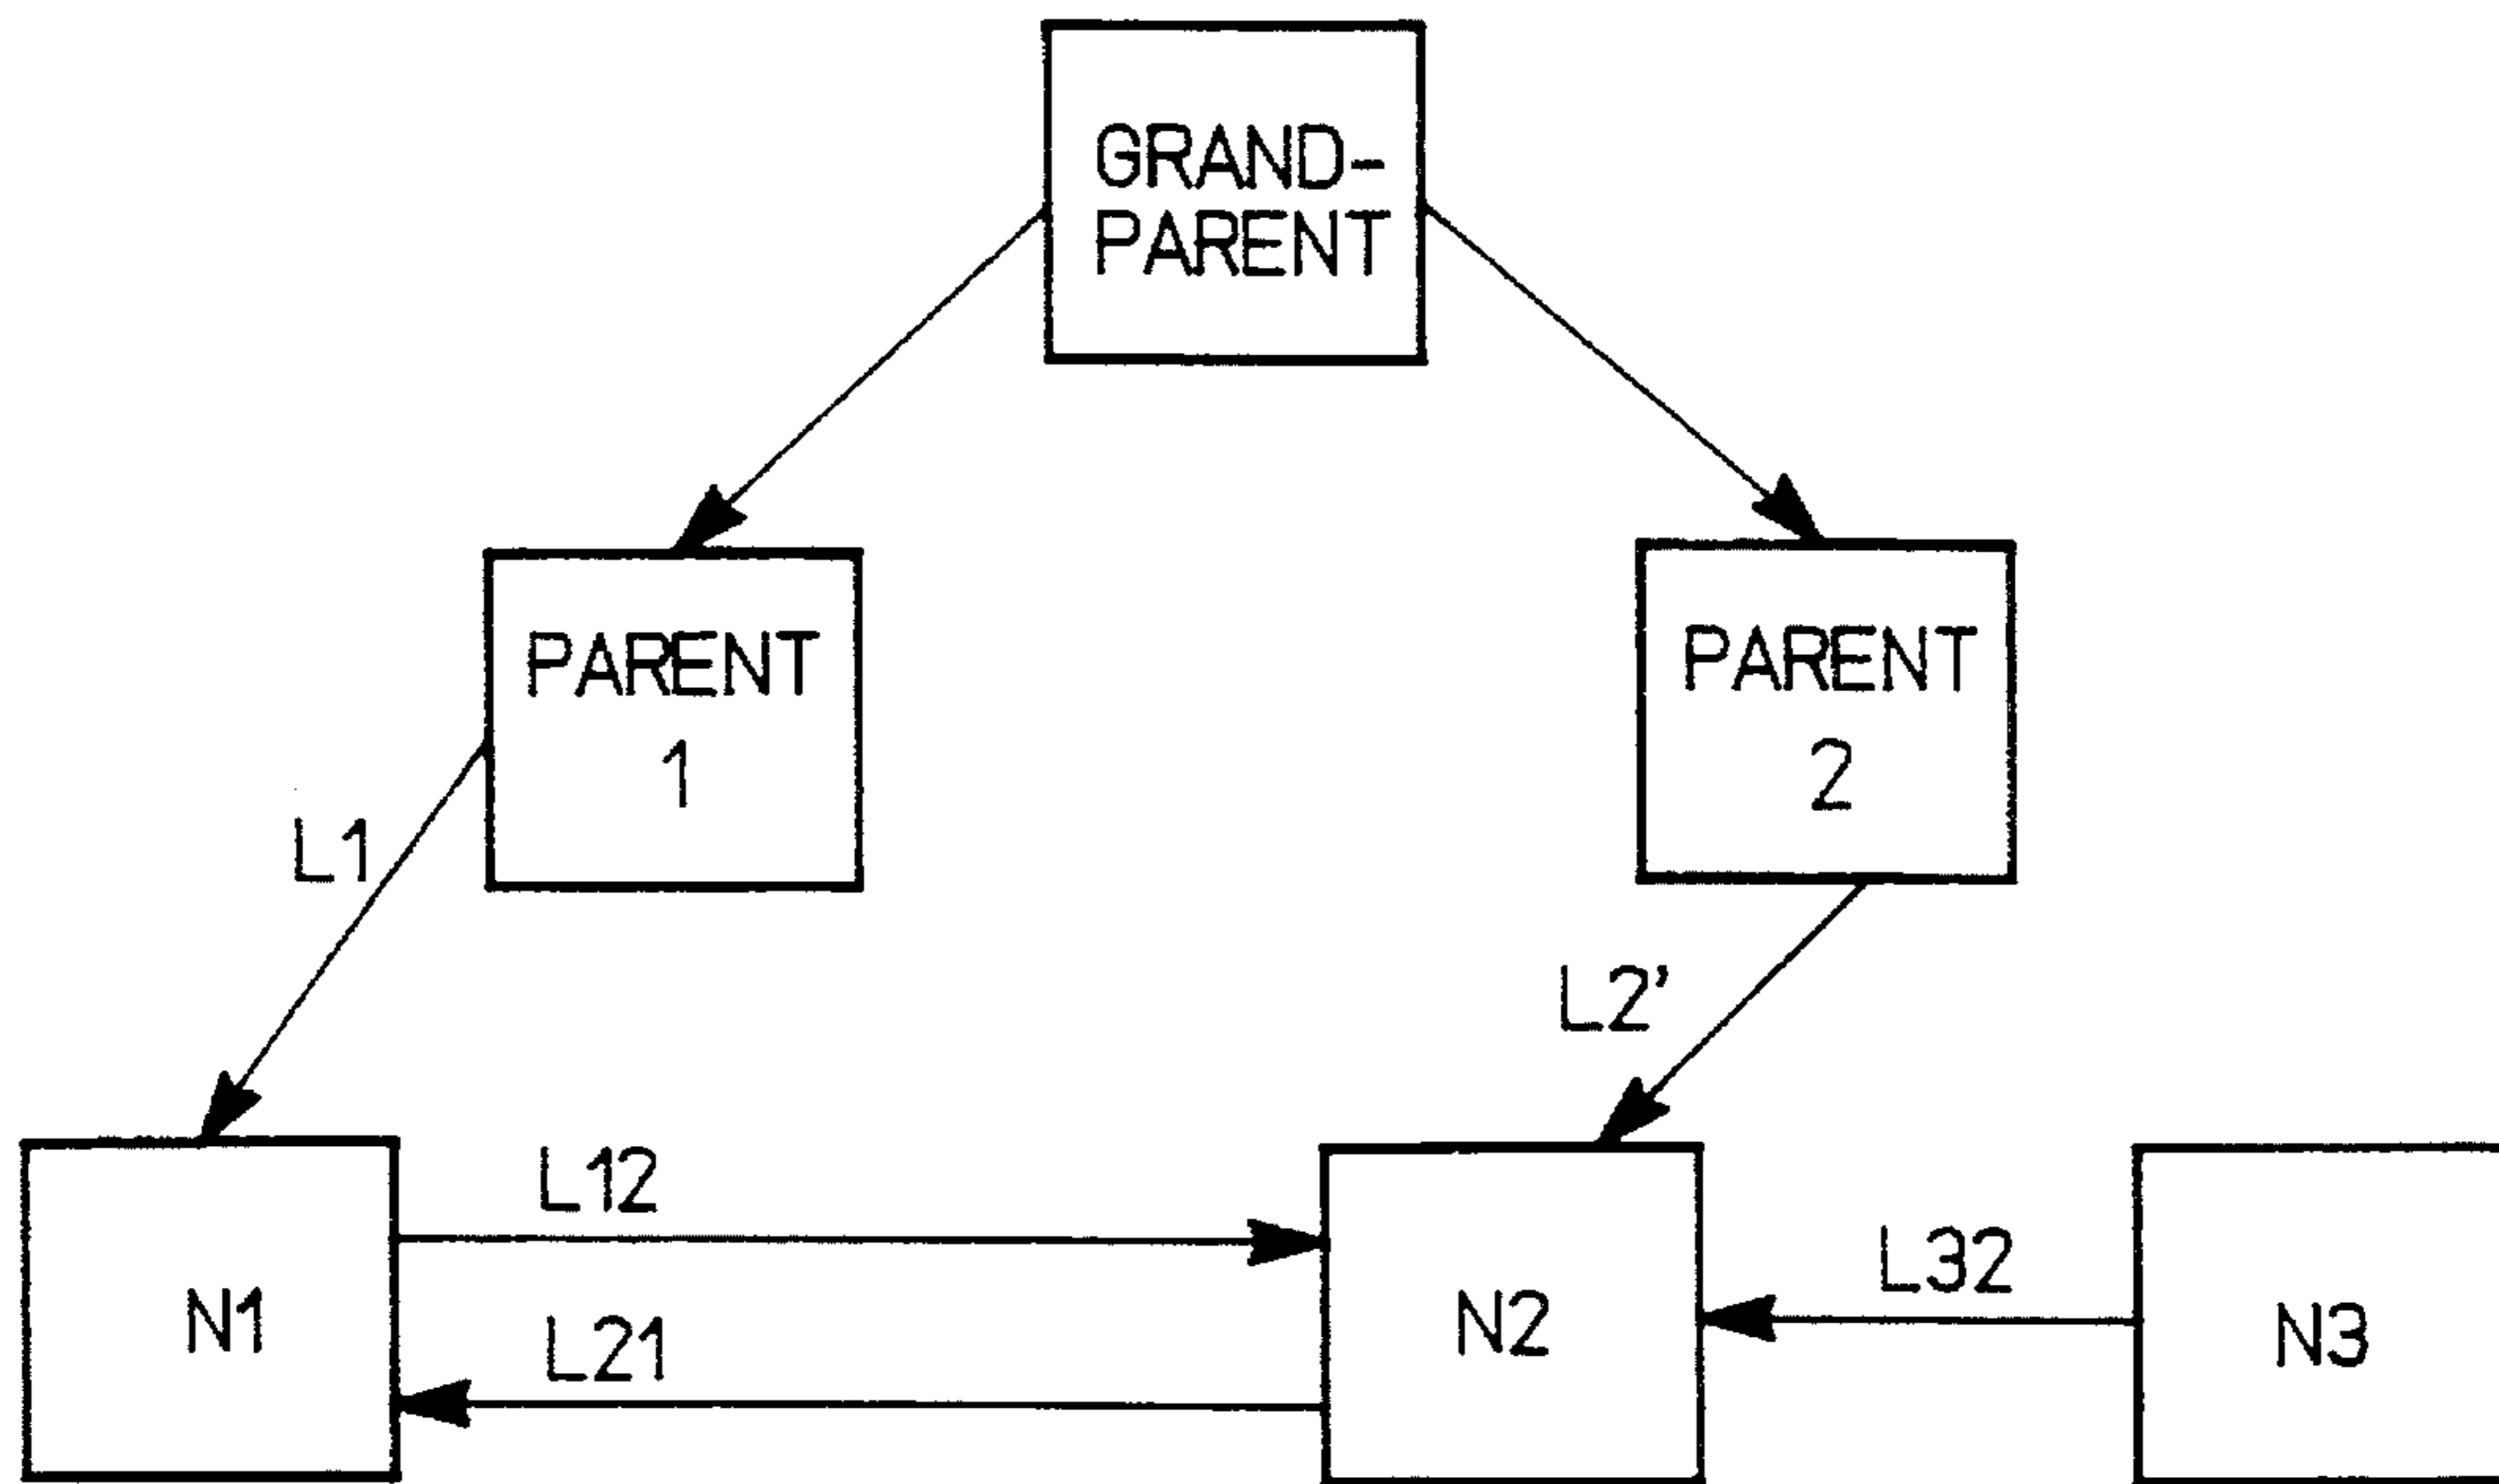 GRAND-
PARENT
PARENT
1
PARENT
2
L1
L2'
L12
L32
N1
N2
N3
L21